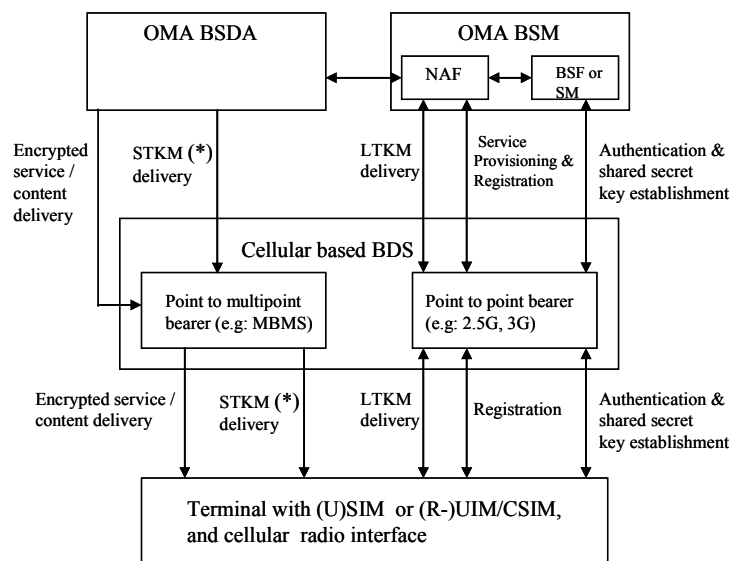 OMA BSDA
OMA BSM
NAF
BSF or
SM
Encrypted
service /
content
delivery
STKM (*)
delivery
LTKM
delivery
Service
Provisioning &
Registration
Authentication &
shared secret
key establishment
Cellular based BDS
Point to multipoint
bearer (e.g: MBMS)
Point to point bearer
(e.g: 2.5G, 3G)
Encrypted service /
content delivery
STKM (*)
delivery
LTKM
delivery
Registration
Authentication &
shared secret
key establishment
Terminal with (U)SIM or (R-)UIM/CSIM,
and cellular radio interface